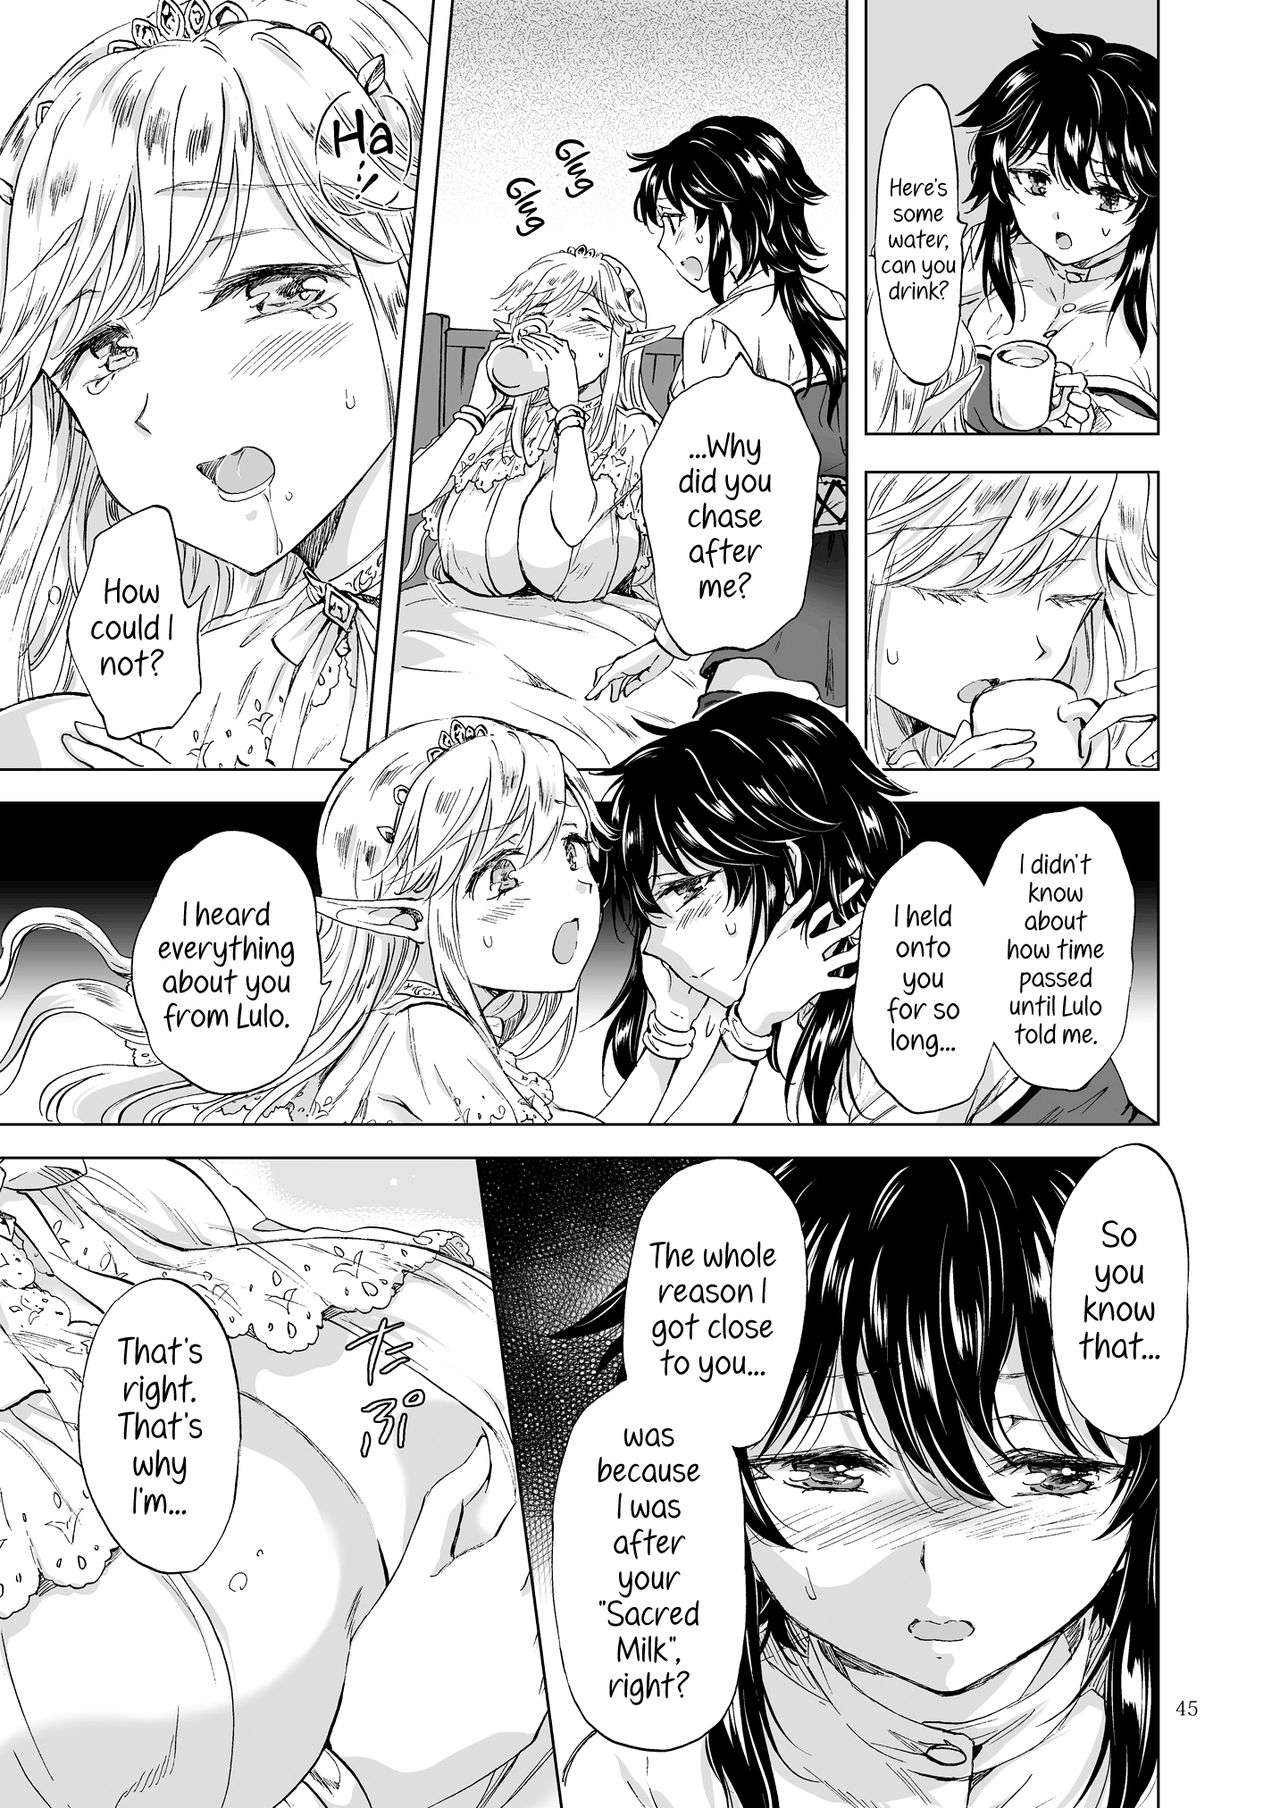 Here's
some
water,
can you
drink?
Glug
Glug
...Why
did you
chase
after
me?
Ha
How
could I
not?
I didn't
know
about
how time
passed
until Lulo
told me.
I held
onto
you
for so
long...
I heard
everything
about you
from Lulo.
So
you
know
that...
The whole
reason I
got close
to you...
was
because
I was
after
your
"Sacred
Milk",
right?
たぷ
That's
right.
That's
why
I'm...
45